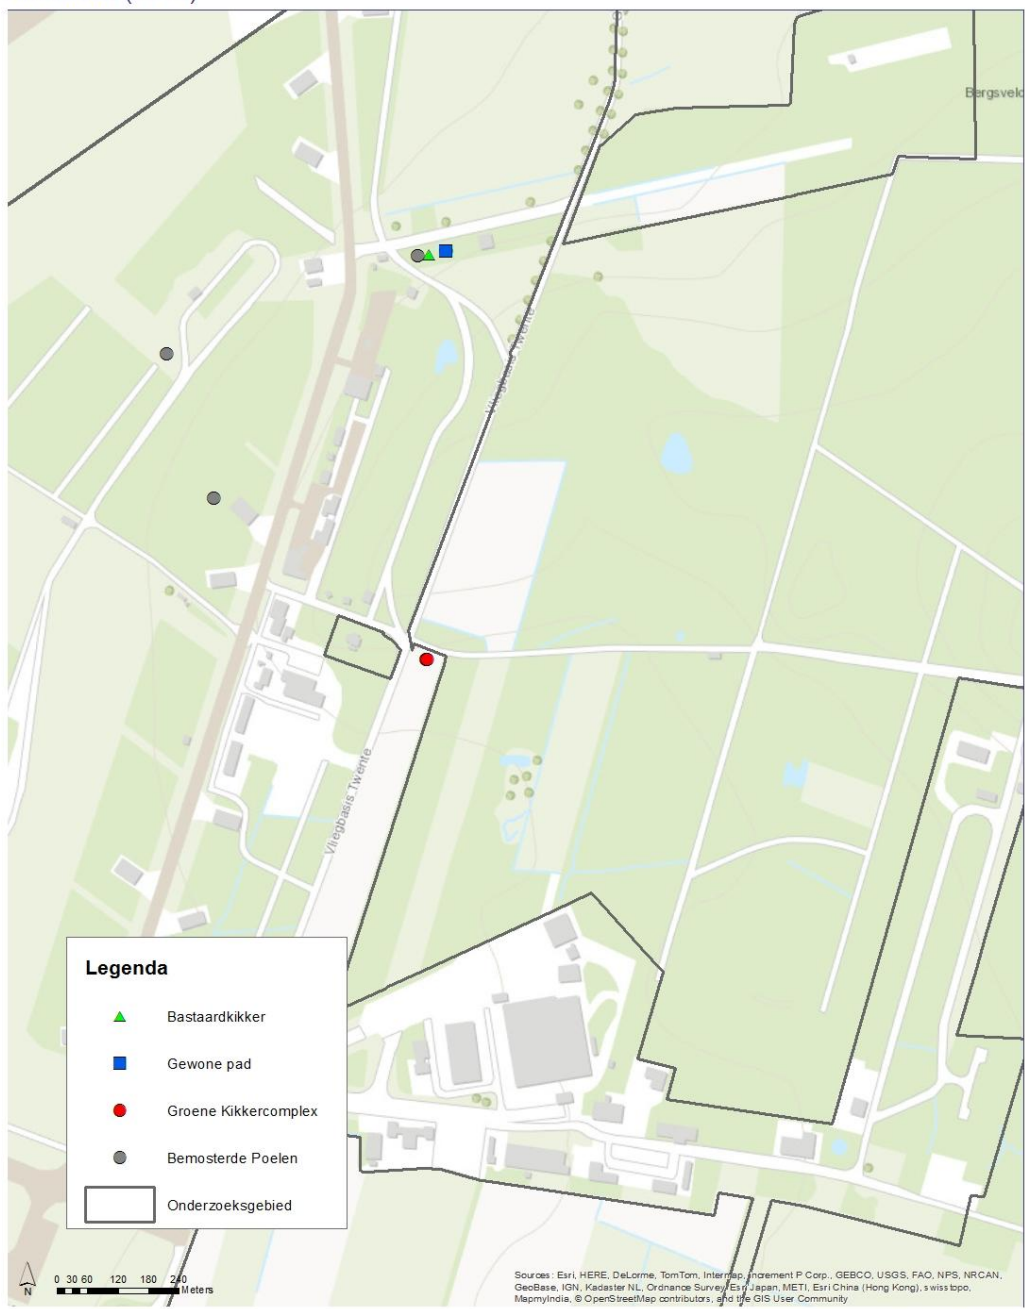 Bergsveld
Vliegbasis Twente
Vliegbasis Twente
Legenda
Bastaardkikker
Gewone pad
Groene Kikkercomplex
Bemosterde Poelen
Onderzoeksgebied
N
0 30 60 120 180 240
Meters
Sources: Esri, HERE, DeLorme, TomTom, Intermap, increment P Corp., GEBCO, USGS, FAO, NPS, NRCAN,
GeoBase, IGN, Kadaster NL, Ordnance Survey, Esri Japan, METI, Esri China (Hong Kong), swisstopo,
MapmyIndia, © OpenStreetMap contributors, and the GIS User Community